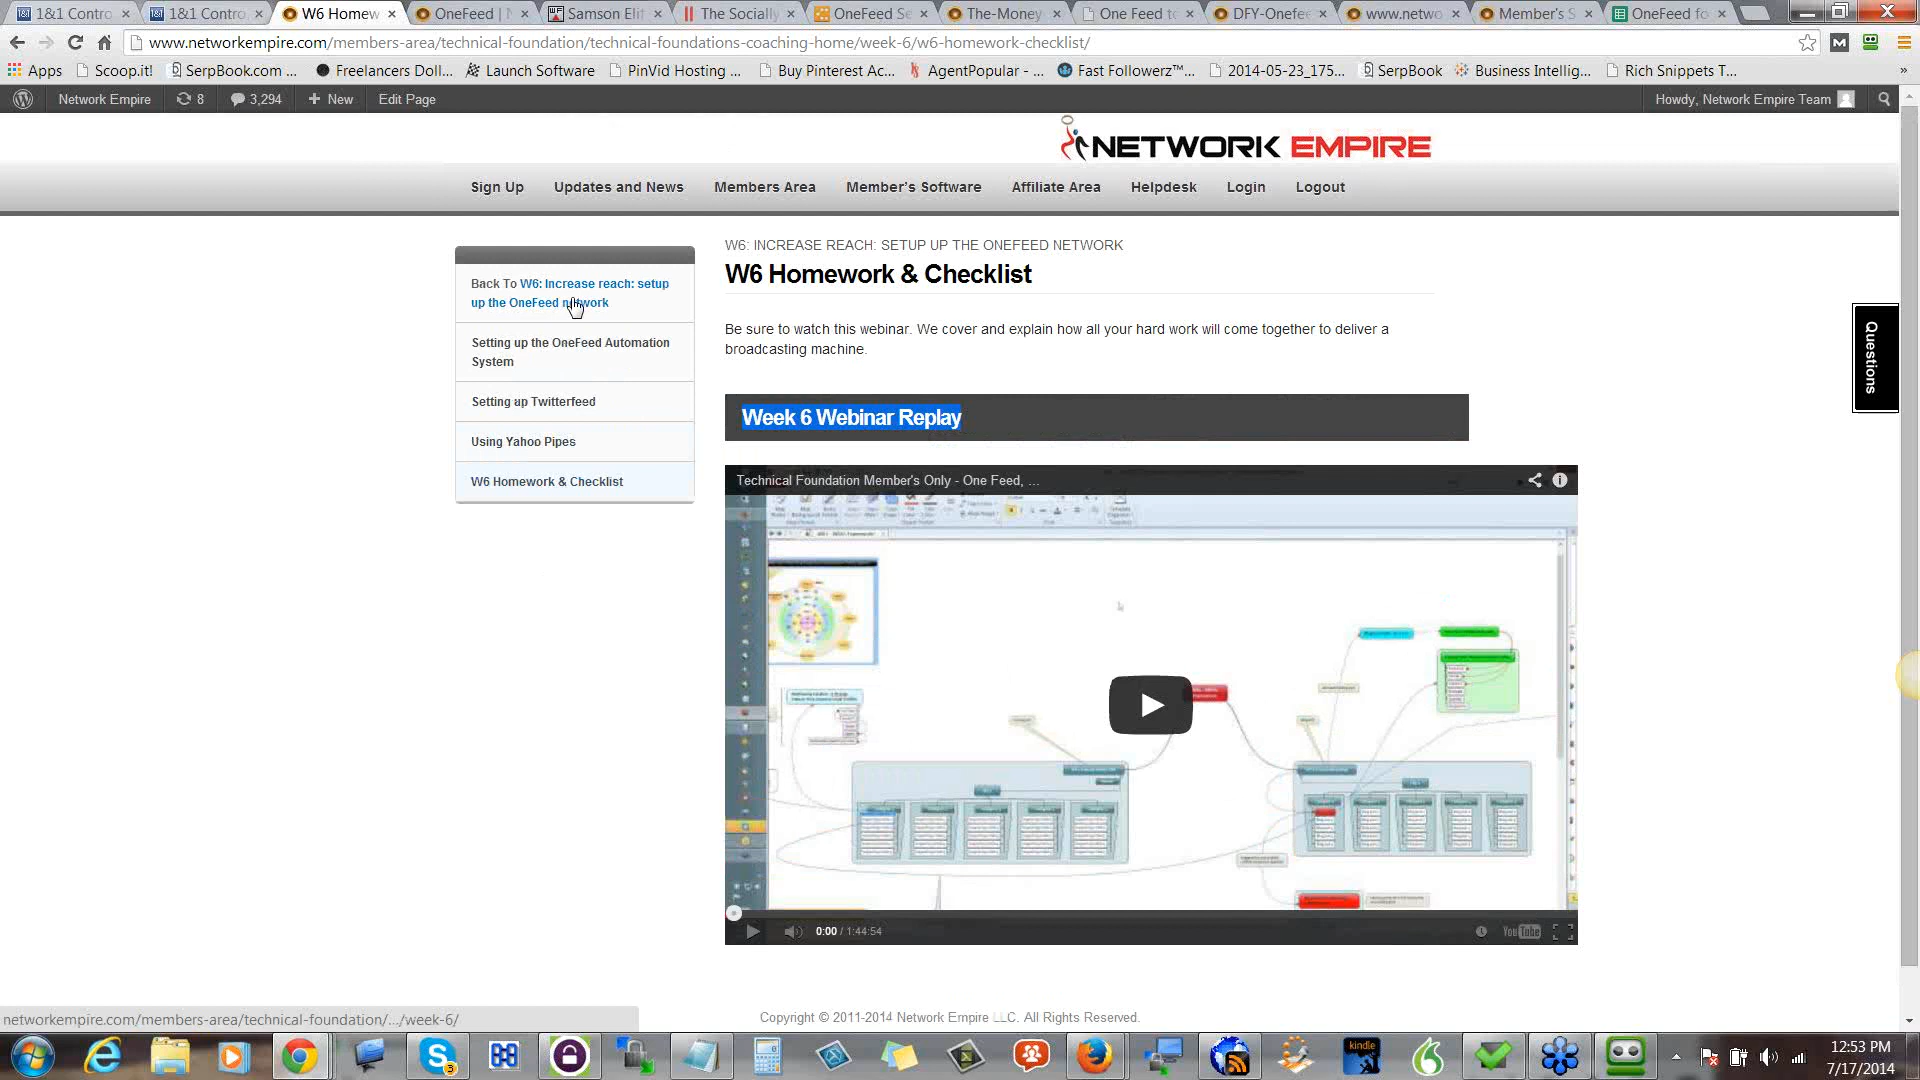 1&1 Contro
1&1 Contro
W6 Homew
OneFeed | N
Samson Elit
The Socially
OneFeed Se
The-Money
One Feed to
DFY-Onefee
www.netwo
Member's S
OneFeed fo
www.networkempire.com/members-area/technical-foundation/technical-foundations-coaching-home/week-6/w6-homework-checklist/
Apps
Scoop.it!
SerpBook.com ...
Freelancers Doll...
Launch Software
PinVid Hosting ...
Buy Pinterest Ac...
AgentPopular - ...
Fast Followerz™...
2014-05-23_175...
SerpBook
Business Intellig...
Rich Snippets T...
Network Empire
8
3,294
+ New
Edit Page
Howdy, Network Empire Team
NETWORK EMPIRE
Sign Up
Updates and News
Members Area
Member's Software
Affiliate Area
Helpdesk
Login
Logout
Back To W6: Increase reach: setup
up the OneFeed network
Setting up the OneFeed Automation
System
Setting up Twitterfeed
Using Yahoo Pipes
W6 Homework & Checklist
W6: INCREASE REACH: SETUP UP THE ONEFEED NETWORK
W6 Homework & Checklist
Be sure to watch this webinar. We cover and explain how all your hard work will come together to deliver a
broadcasting machine.
Questions
Week 6 Webinar Replay
Technical Foundation Member's Only - One Feed, ...
0:00 / 1:44:54
YouTube
networkempire.com/members-area/technical-foundation/.../week-6/
Copyright © 2011-2014 Network Empire LLC. All Rights Reserved.
3
kindle
12:53 PM
7/17/2014